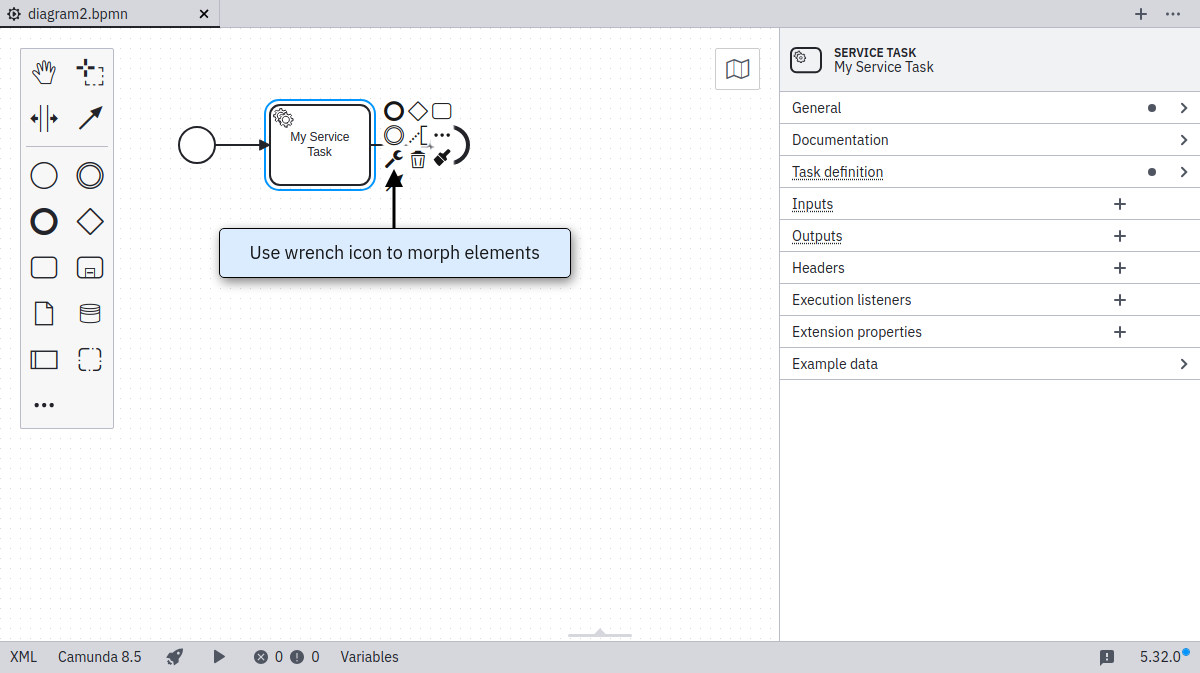 diagram2.bpmn
SERVICE TASK
My Service Task
My Service
Task
Use wrench icon to morph elements
General
Documentation
Task definition
Inputs
Outputs
Headers
Execution listeners
Extension properties
Example data
XML Camunda 8.5 0 0 Variables 5.32.0